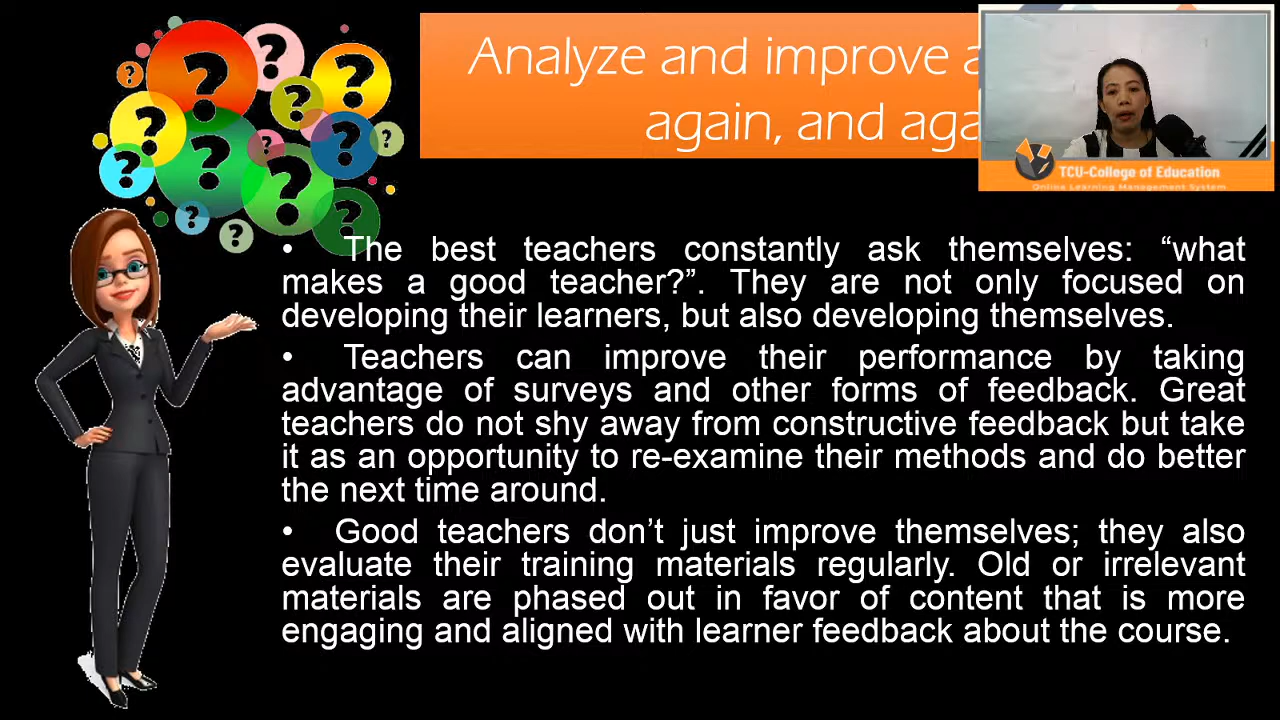 Analyze and improve
again, and
TCU-College of Education
Online Learning Management System
• The best teachers constantly ask themselves: “what
makes a good teacher?”. They are not only focused on
developing their learners, but also developing themselves.
• Teachers can improve their performance by taking
advantage of surveys and other forms of feedback. Great
teachers do not shy away from constructive feedback but take
it as an opportunity to re-examine their methods and do better
the next time around.
• Good teachers don’t just improve themselves; they also
evaluate their training materials regularly. Old or irrelevant
materials are phased out in favor of content that is more
engaging and aligned with learner feedback about the course.